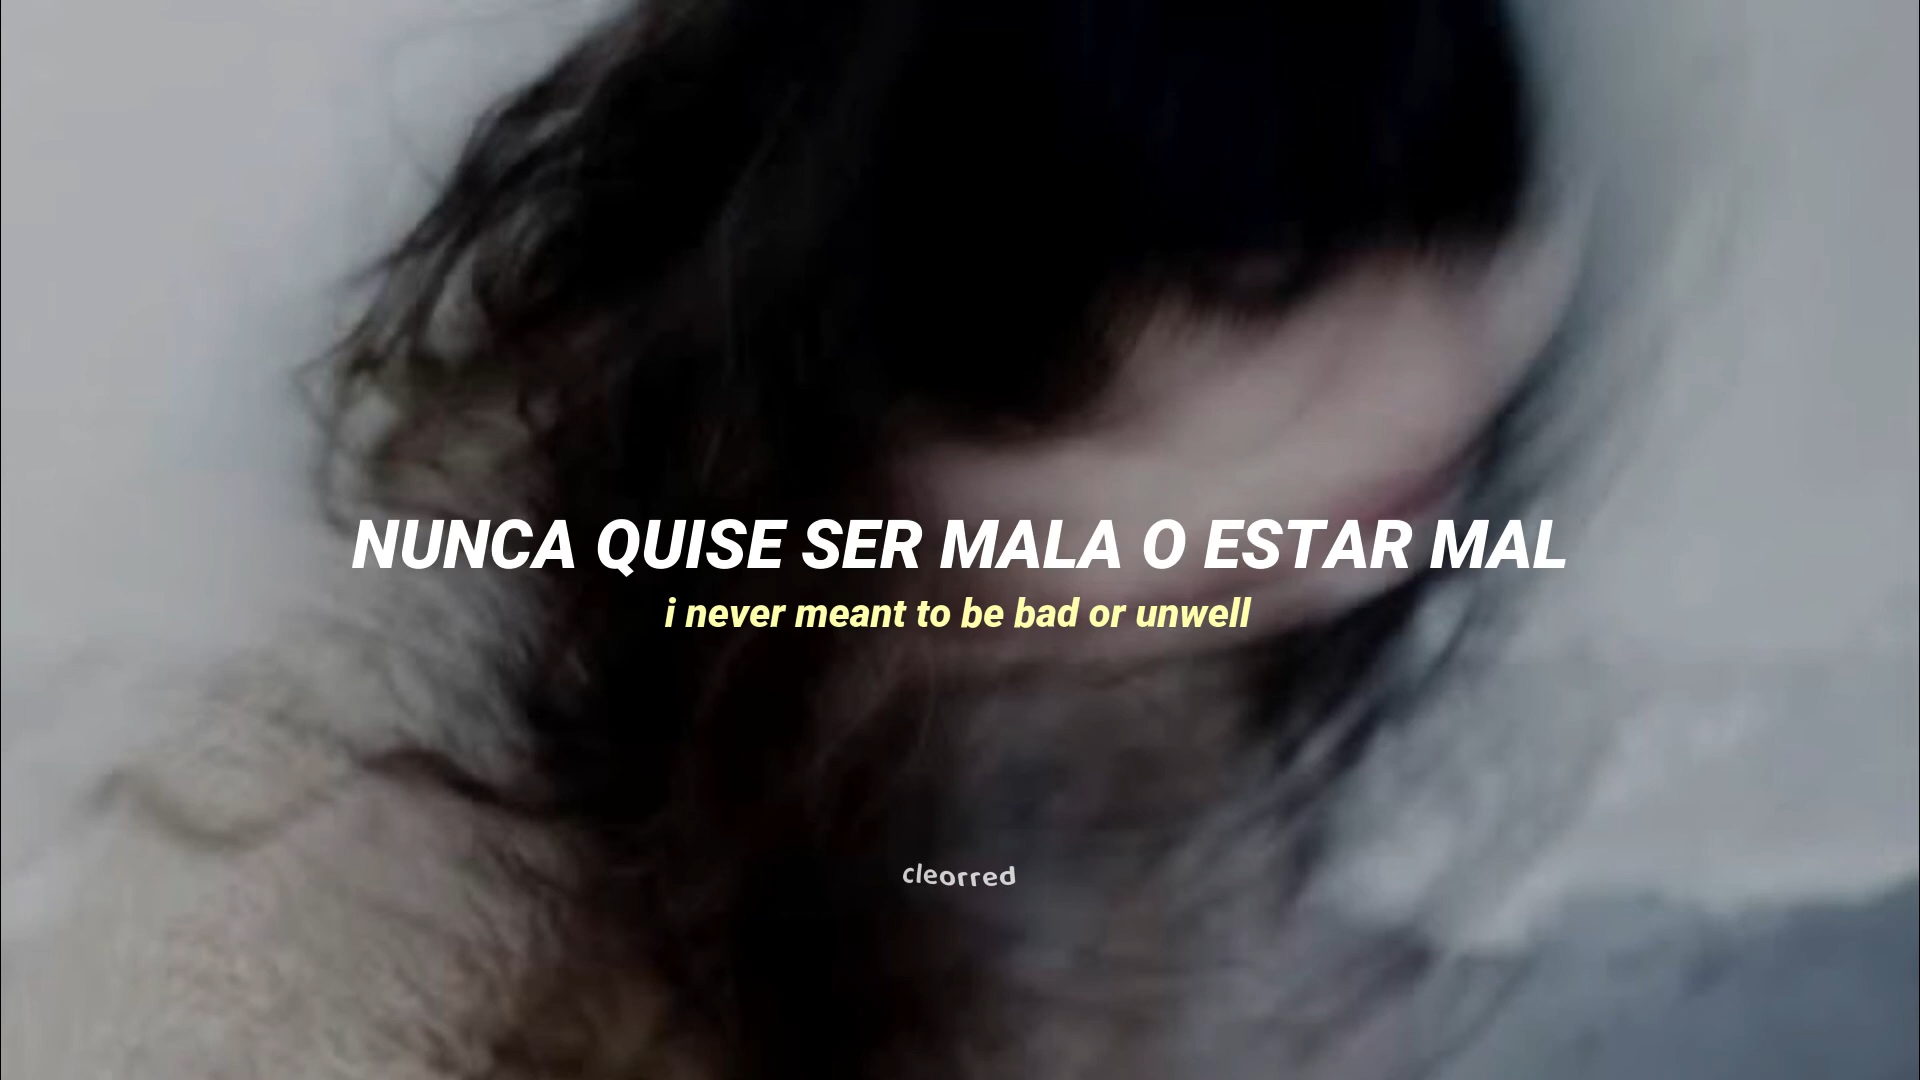 NUNCA QUISE SER MALA O ESTAR MAL
i never meant to be bad or unwell
cleorred